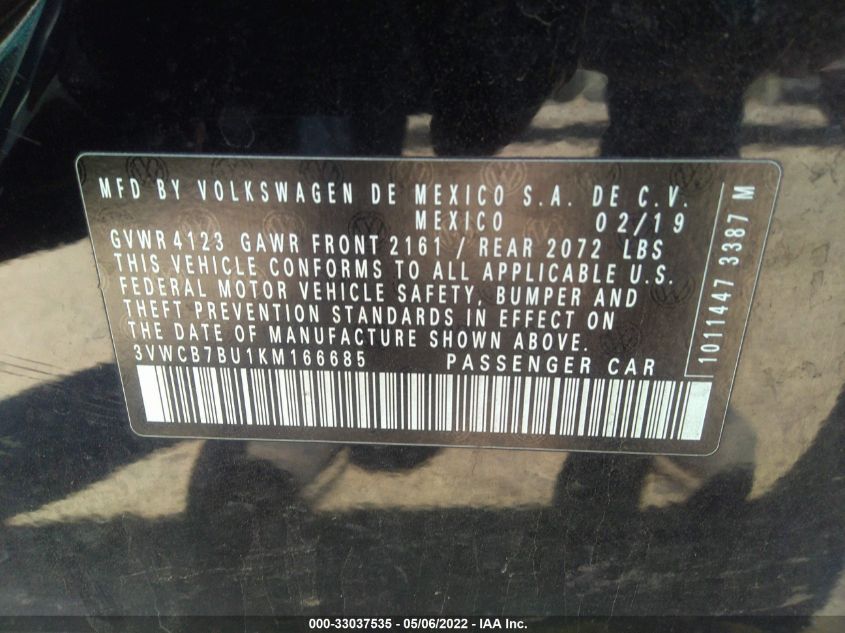 MFD BY VOLKSWAGEN DE MEXICO S.A. DE C.V.
MEXICO 02/19
GVWR 4123 GAWR FRONT 2161 / REAR 2072 LBS
THIS VEHICLE CONFORMS TO ALL APPLICABLE U.S.
FEDERAL MOTOR VEHICLE SAFETY, BUMPER AND
THEFT PREVENTION STANDARDS IN EFFECT ON
THE DATE OF MANUFACTURE SHOWN ABOVE.
3VWCB7BU1KM166685 PASSENGER CAR
1011447 3387 M
000-33037535 - 05/06/2022 - IAA Inc.